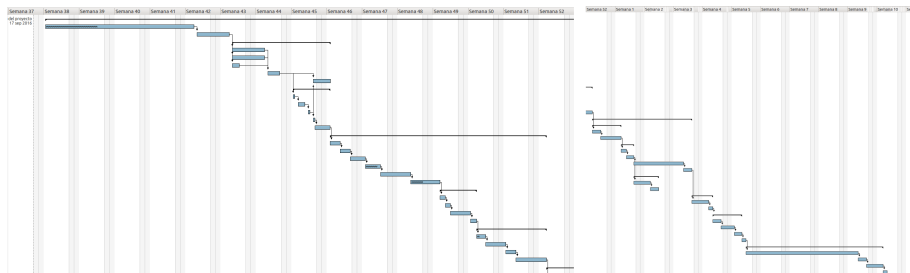 Semana 37 Semana 38 Semana 39 Semana 40 Semana 41 Semana 42 Semana 43 Semana 44 Semana 45 Semana 46 Semana 47 Semana 48 Semana 49 Semana 50 Semana 51 Semana 52
del proyecto
17 sep 2016
Semana 52 Semana 1 Semana 2 Semana 3 Semana 4 Semana 5 Semana 6 Semana 7 Semana 8 Semana 9 Semana 10